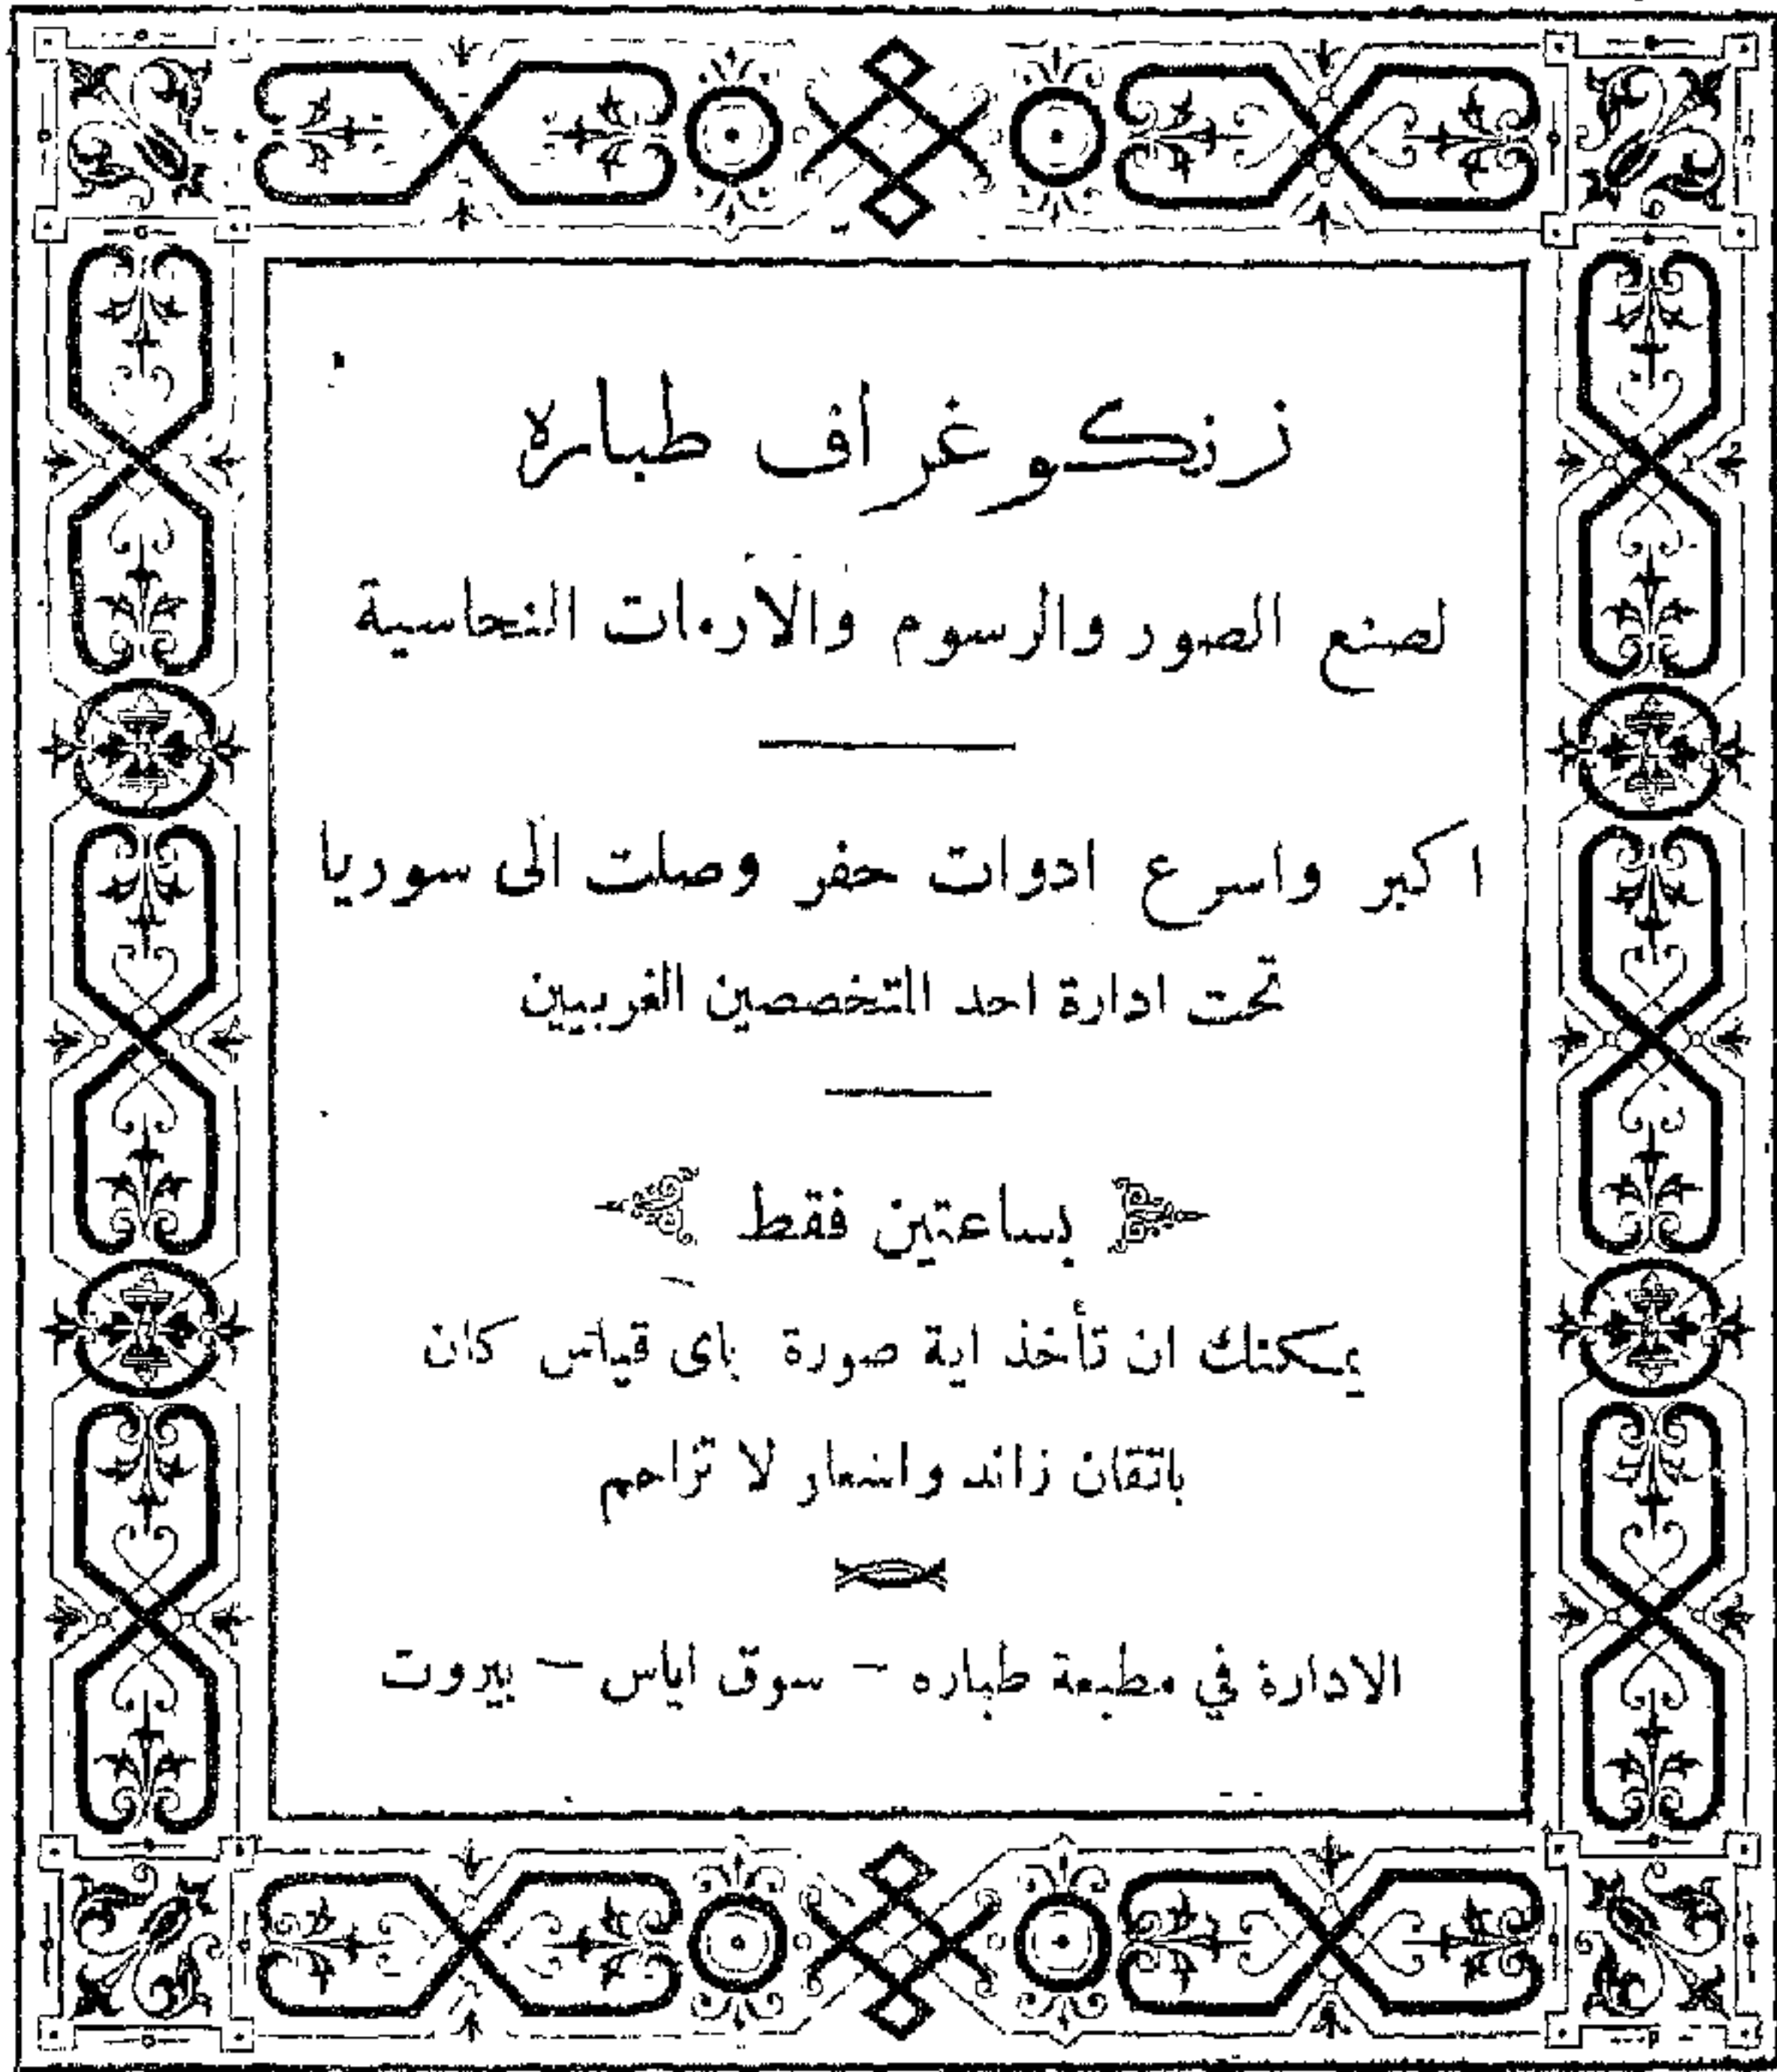 زنكوغراف طباره
لصنع الصور والرسوم والأرمات النحاسية
اكبر واسرع ادوات حفر وصلت الى سوريا
تحت ادارة احد المتخصصين الغربيين
بساعتين فقط
يمكنك ان تأخذ اية صورة باى قياس كان
باتقان زائد واسعار لا تزاحم
الادارة في مطبعة طباره – سوق اياس – بيروت